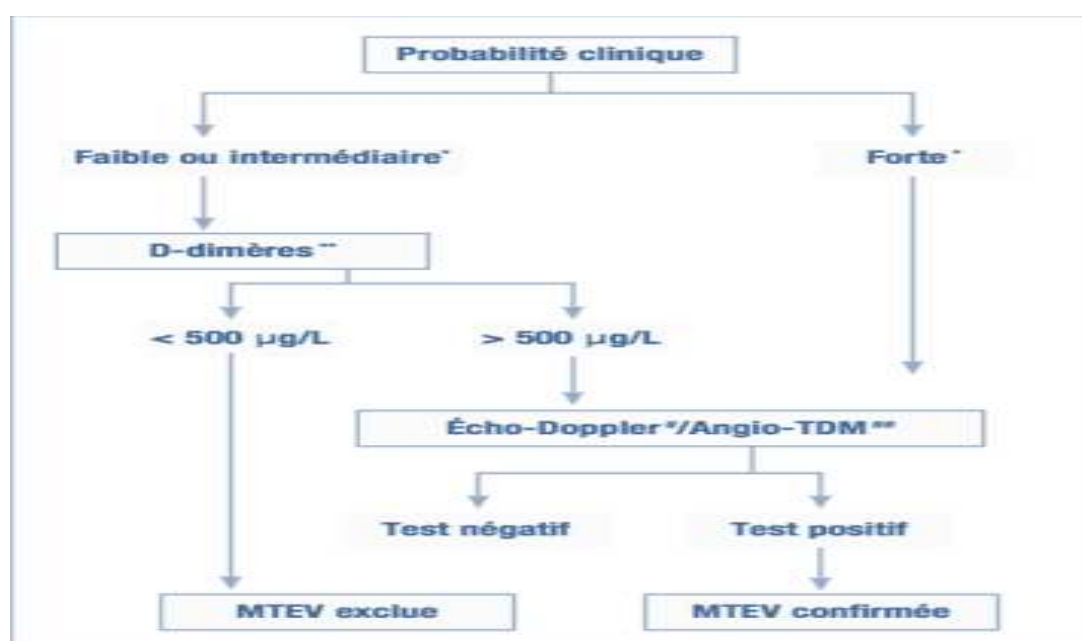 Probabilité clinique
Faible ou intermédiaire*
Forte*
D-dimères**
< 500 µg/L
> 500 µg/L
Écho-Doppler#/Angio-TDM##
Test négatif
Test positif
MTEV exclue
MTEV confirmée